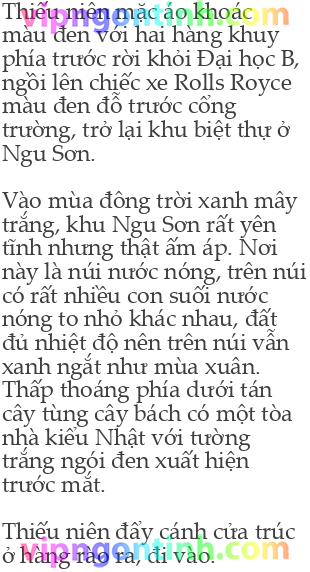 Thiếu niên mặc áo khoác
màu đen với hai hàng khuy
phía trước rời khỏi Đại học B,
ngồi lên chiếc xe Rolls Royce
màu đen đỗ trước cổng
trường, trở lại khu biệt thự ở
Ngu Sơn.
Vào mùa đông trời xanh mây
trắng, khu Ngu Sơn rất yên
tĩnh nhưng thật ấm áp. Nơi
này là núi nước nóng, trên núi
có rất nhiều con suối nước
nóng to nhỏ khác nhau, đất
đủ nhiệt độ nên trên núi vẫn
xanh ngắt như mùa xuân.
Thấp thoáng phía dưới tán
cây tùng cây bách có một tòa
nhà kiểu Nhật với tường
trắng ngói đen xuất hiện
trước mắt.
Thiếu niên đẩy cánh cửa trúc
ở hàng rào ra, đi vào.
vipngontinh.com
vipngontinh.com